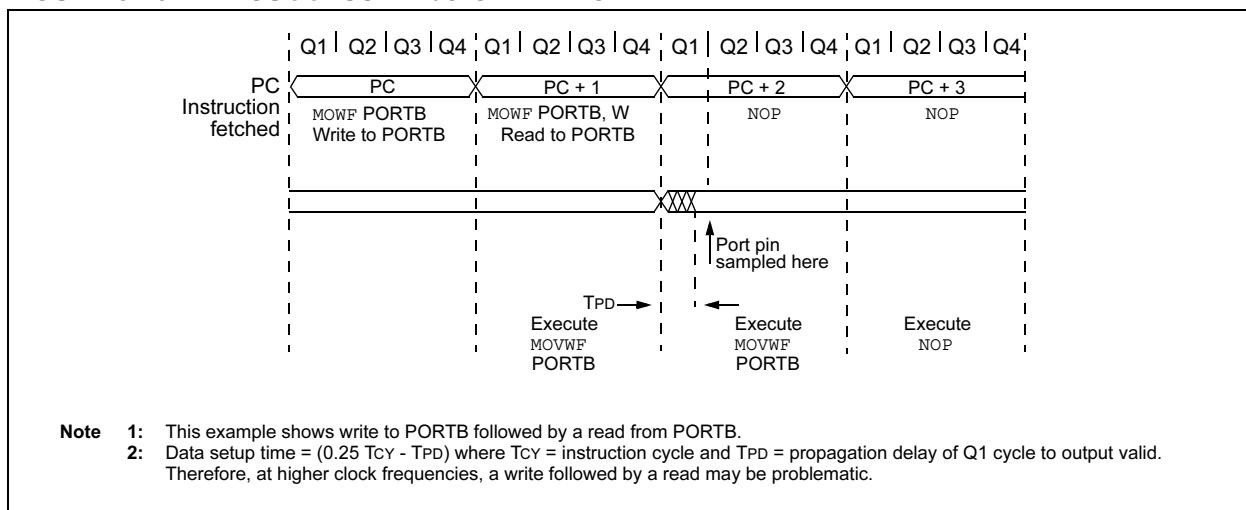 Q1 Q2 Q3 Q4 Q1 Q2 Q3 Q4 Q1 Q2 Q3 Q4 Q1 Q2 Q3 Q4
PC PC PC + 1 PC + 2 PC + 3
Instruction
fetched
MOWF PORTB MOWF PORTB, W NOP NOP
Write to PORTB Read to PORTB
Port pin
sampled here
TPD
Execute Execute Execute
MOVWF MOVWF NOP
PORTB PORTB
Note 1: This example shows write to PORTB followed by a read from PORTB.
2: Data setup time = (0.25 TCY - TPD) where TCY = instruction cycle and TPD = propagation delay of Q1 cycle to output valid.
Therefore, at higher clock frequencies, a write followed by a read may be problematic.